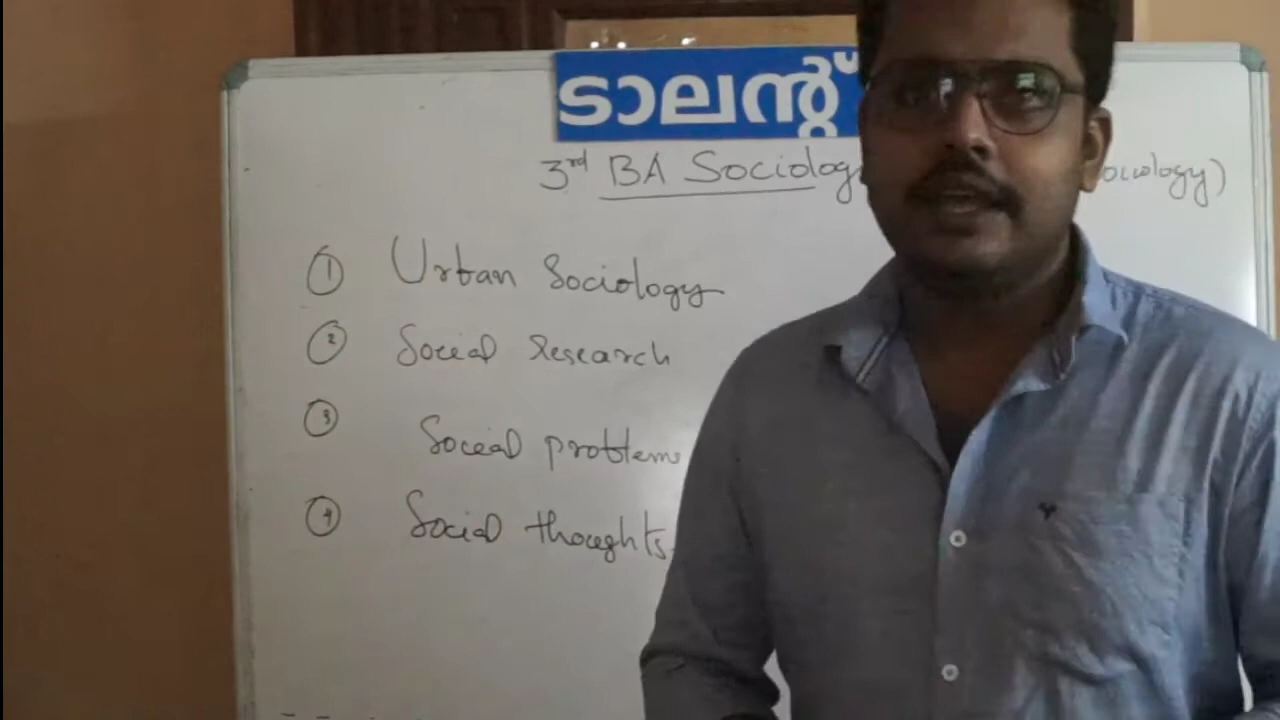 ടാലന്റ്
3rd BA Sociolog ociology)
① Urban Sociology
② Social research
③ Social problems
④ Social thoughts.